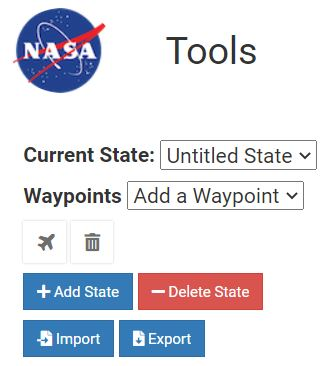 NASA
Tools
Current State: Untitled State
Waypoints Add a Waypoint
Add State Delete State
Import Export